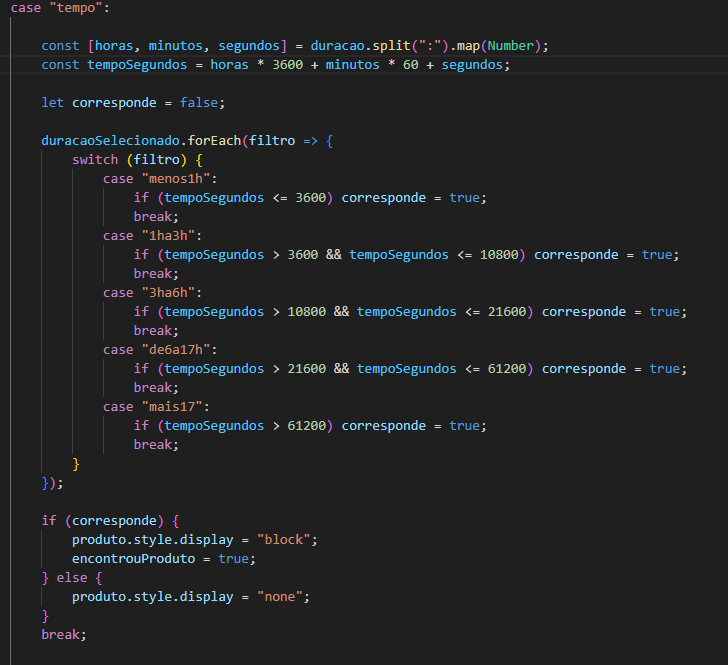 case "tempo":
const [horas, minutos, segundos] = duracao.split(":").map(Number);
const tempoSegundos = horas * 3600 + minutos * 60 + segundos;
let corresponde = false;
duracaoSelecionado.forEach(filtro => {
switch (filtro) {
case "menos1h":
if (tempoSegundos <= 3600) corresponde = true;
break;
case "1ha3h":
if (tempoSegundos > 3600 && tempoSegundos <= 10800) corresponde = true;
break;
case "3ha6h":
if (tempoSegundos > 10800 && tempoSegundos <= 21600) corresponde = true;
break;
case "de6a17h":
if (tempoSegundos > 21600 && tempoSegundos <= 61200) corresponde = true;
break;
case "mais17":
if (tempoSegundos > 61200) corresponde = true;
break;
}
});
if (corresponde) {
produto.style.display = "block";
encontrouProduto = true;
} else {
produto.style.display = "none";
}
break;